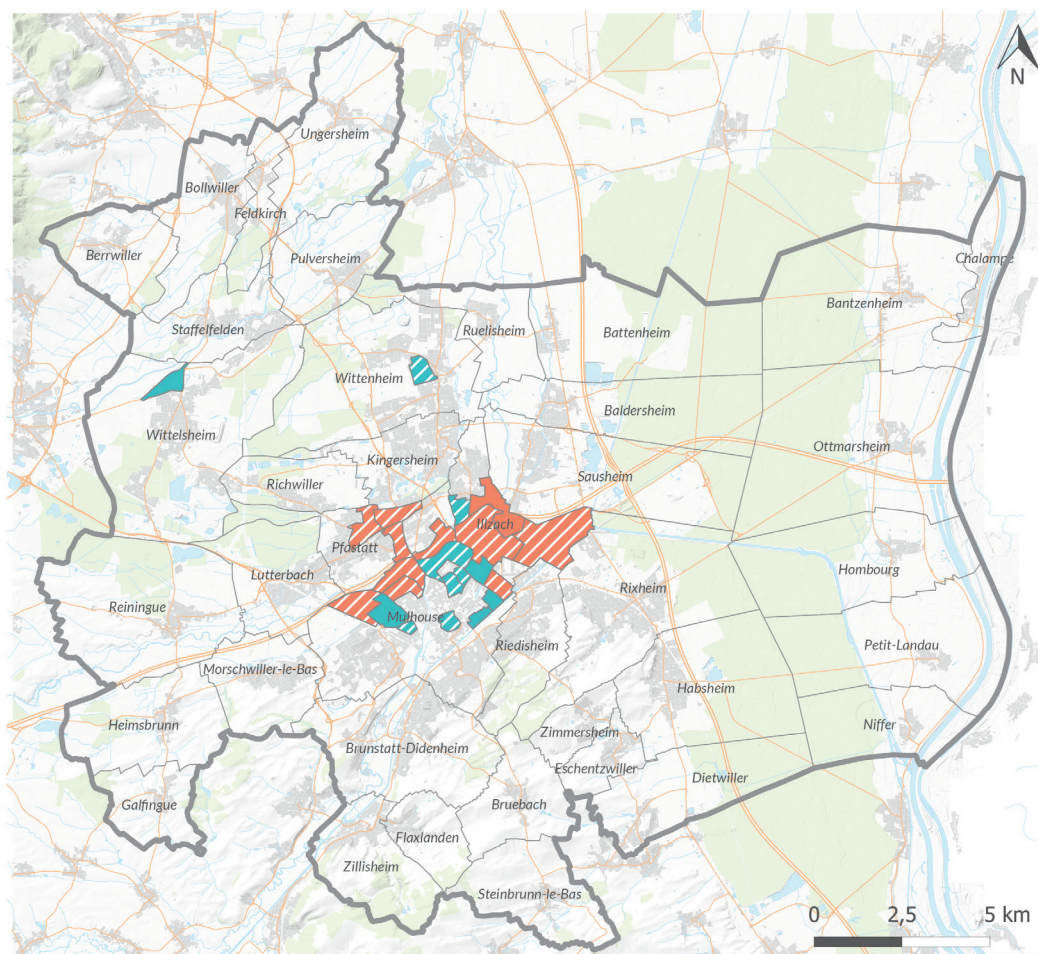 N
Ungersheim
Bollwiller
Feldkirch
Berrwiller
Pulversheim
Chalampe
Bantzenheim
Staffelfelden
Ruelisheim
Battenheim
Wittenheim
Baldersheim
Wittelsheim
Ottmarsheim
Kingersheim
Sausheim
Richwiller
Illzach
Pfastatt
Lutterbach
Hombourg
Rixheim
Reiningue
Mulhouse
Riedisheim
Petit-Landau
Morschwiller-le-Bas
Habsheim
Heimsbrunn
Niffer
Zimmersheim
Brunstatt-Didenheim
Eschentzwiller
Dietwiller
Galfingue
Bruebach
Flaxlanden
Zillisheim
Steinbrunn-le-Bas
0 2,5 5 km